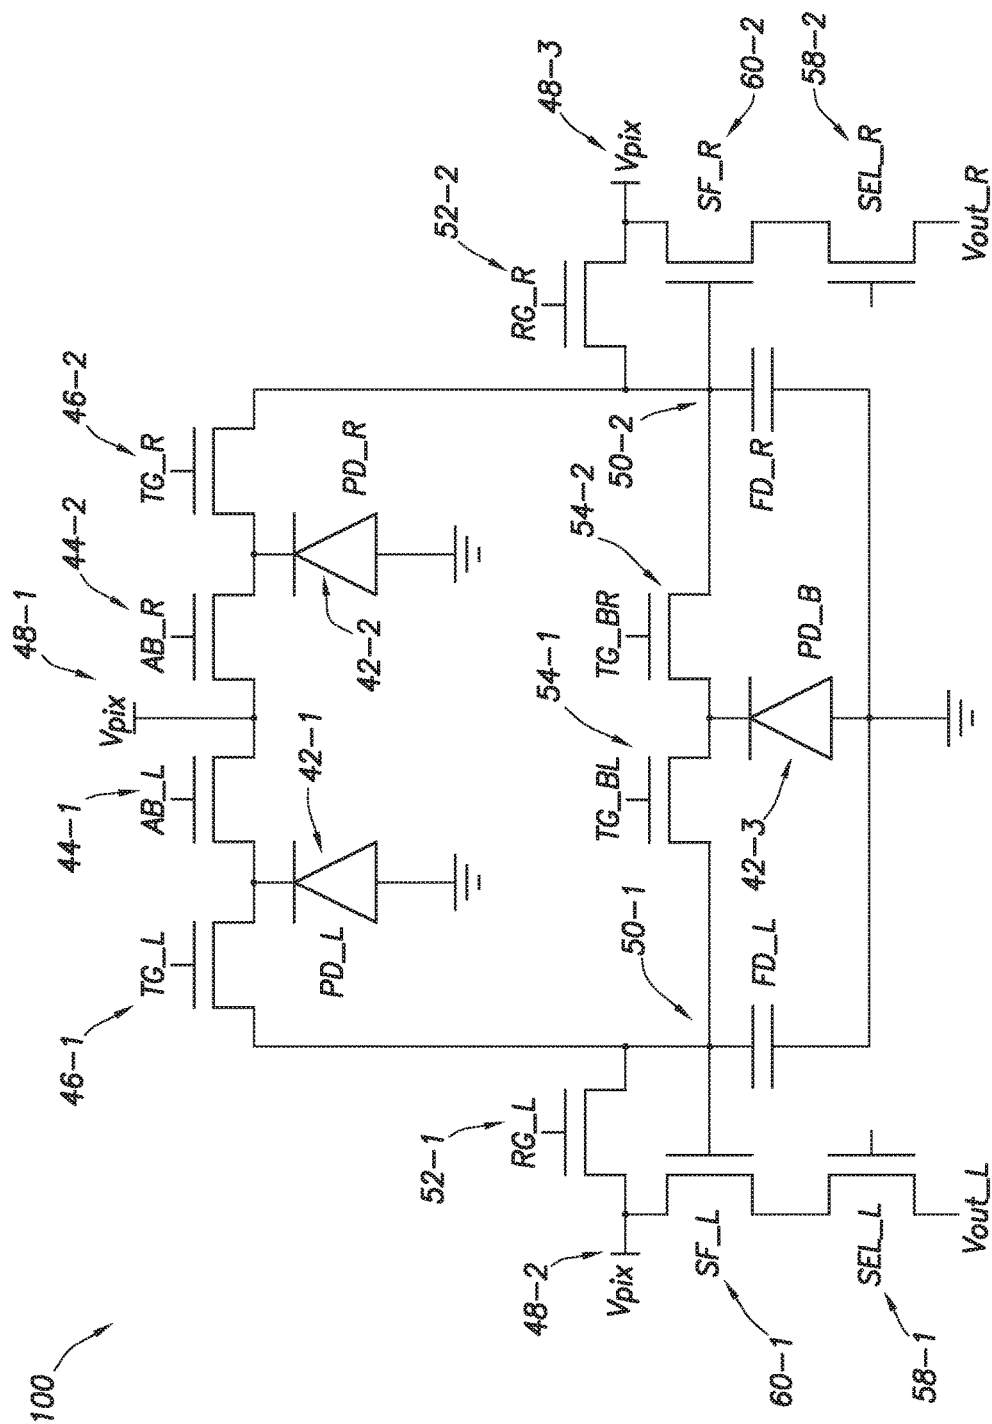 100
46-1
TG_L
44-1
AB_L
48-1
Vpix
AB_R
44-2
TG_R
46-2
PD_L
42-1
42-2
PD_R
52-1
RG_L
RG_R
52-2
48-2
Vpix
Vpix
48-3
50-1
TG_BL
54-1
TG_BR
54-2
50-2
60-1
SF_L
FD_L
42-3
PD_B
FD_R
SF_R
60-2
58-1
SEL_L
SEL_R
58-2
Vout_L
Vout_R